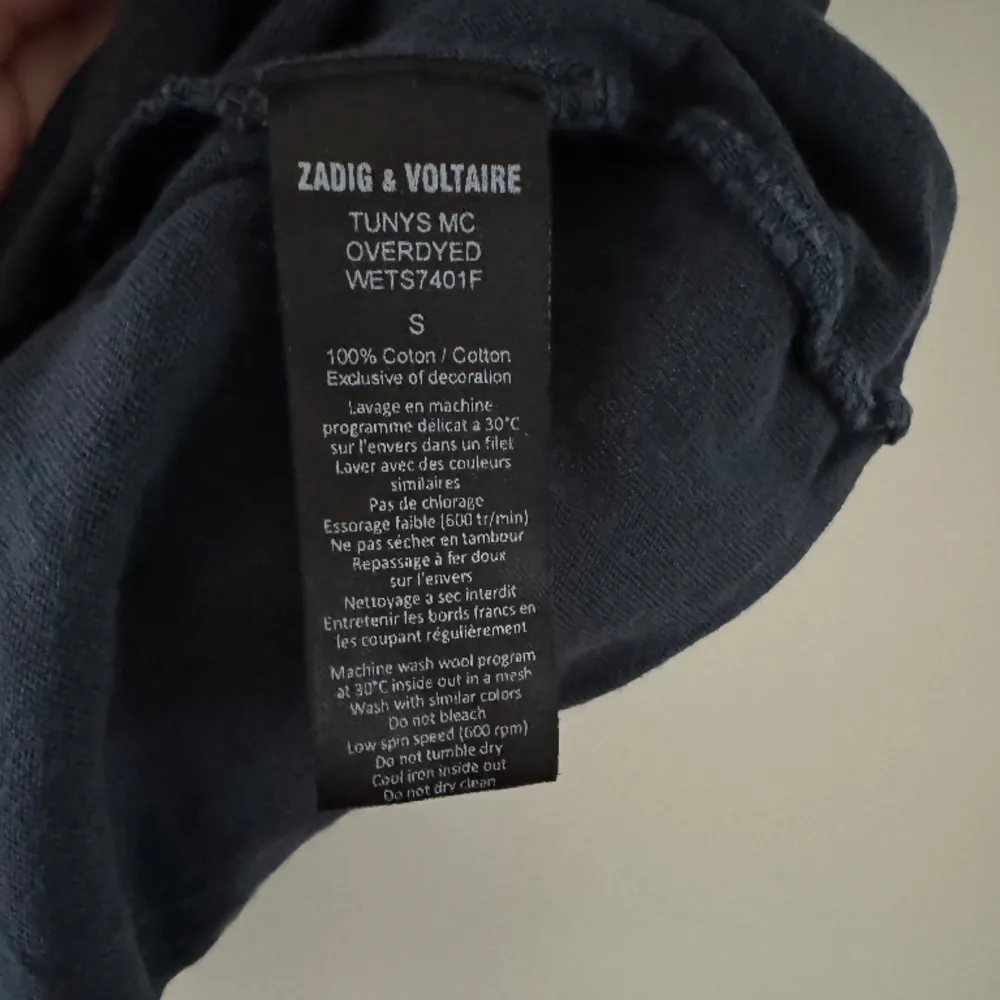 ZADIG & VOLTAIRE
TUNYS MC
OVERDYED
WETS7401F
S
100% Coton / Cotton
Exclusive of decoration
Lavage en machine
programme délicat a 30°C
sur l'envers dans un filet
Laver avec des couleurs
similaires
Pas de chlorage
Essorage faible (600 tr/min)
Ne pas sécher en tambour
Repassage à fer doux
sur l'envers
Nettoyage a sec interdit
Entretenir les bords francs en
les coupant régulièrement
Machine wash wool program
at 30°C inside out in a mesh
Wash with similar colors
Do not bleach
Low spin speed (600 rpm)
Do not tumble dry
Cool iron inside out
Do not dry clean